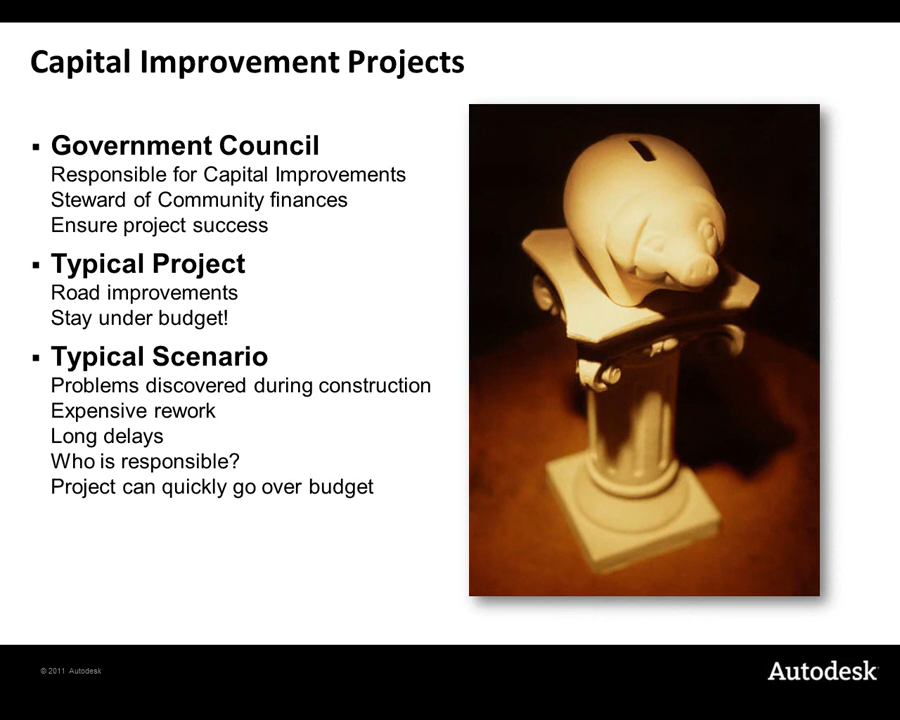 Capital Improvement Projects
▪ Government Council
Responsible for Capital Improvements
Steward of Community finances
Ensure project success
▪ Typical Project
Road improvements
Stay under budget!
▪ Typical Scenario
Problems discovered during construction
Expensive rework
Long delays
Who is responsible?
Project can quickly go over budget
© 2011 Autodesk
Autodesk